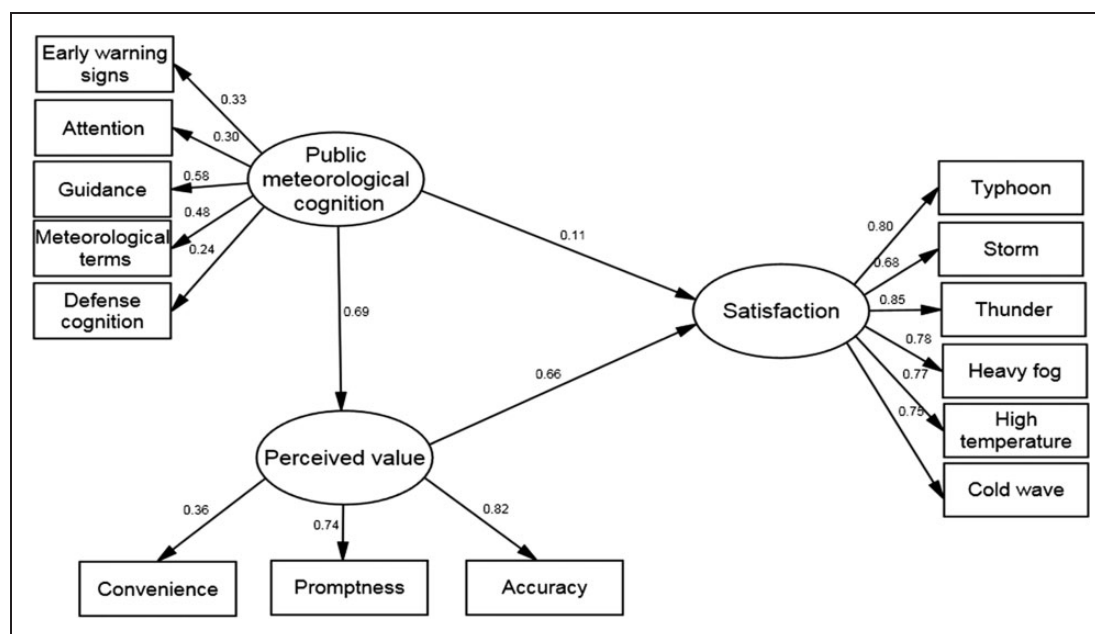 Early warning
signs
0.33
Attention
0.30
Public
meteorological
cognition
Guidance
0.58
Meteorological
terms
0.48
Defense
cognition
0.24
0.11
0.69
Satisfaction
Typhoon
0.80
Storm
0.68
Thunder
0.85
Heavy fog
0.78
High
temperature
0.77
Cold wave
0.75
0.66
Perceived value
0.36
0.74
0.82
Convenience
Promptness
Accuracy